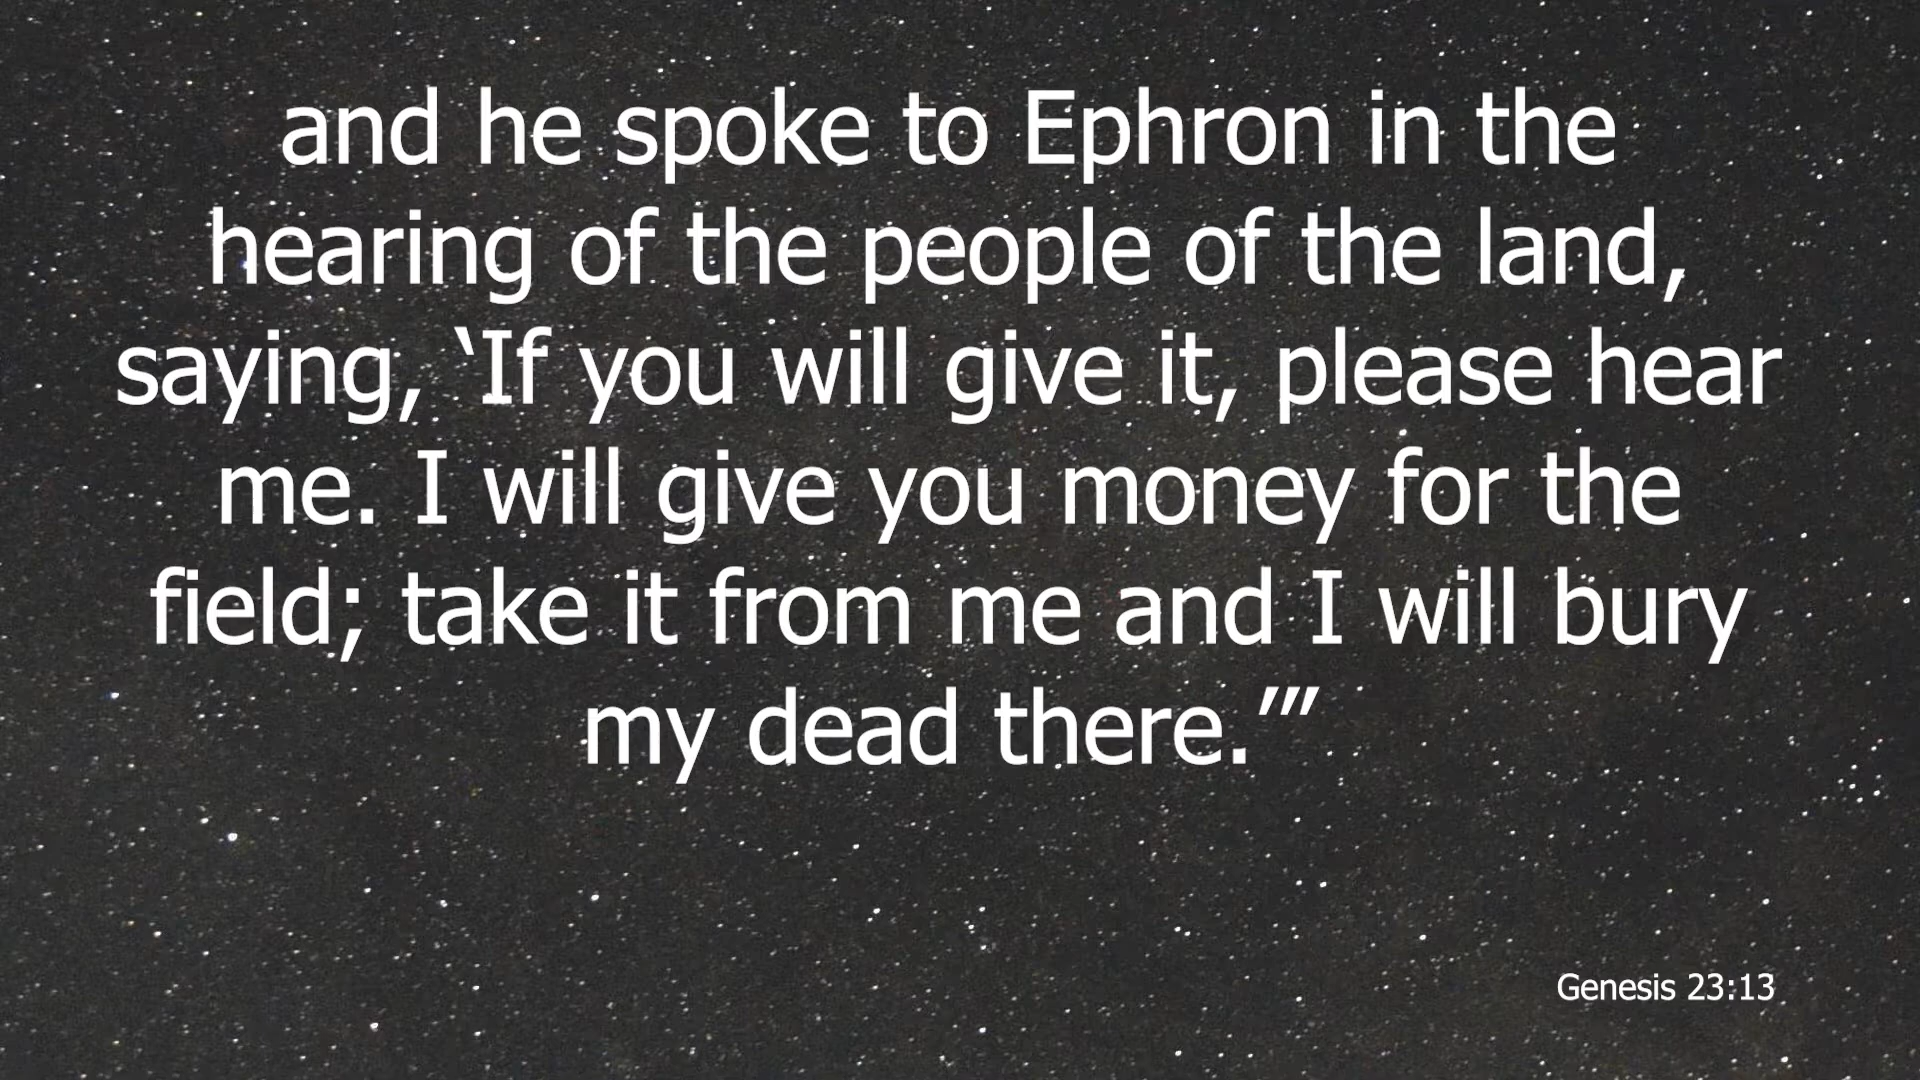 and he spoke to Ephron in the
hearing of the people of the land,
saying, ‘If you will give it, please hear
me. I will give you money for the
field; take it from me and I will bury
my dead there.’”
Genesis 23:13